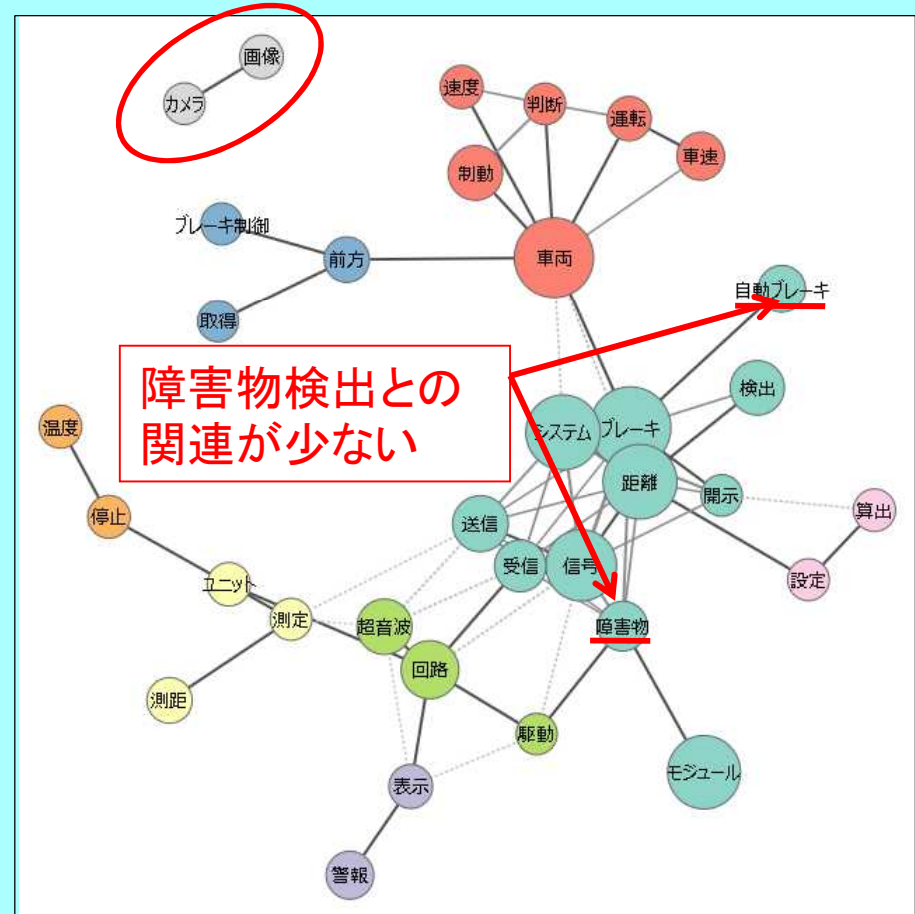 画像
カメラ
速度
判断
運転
車速
制動
ブレーキ制御
前方
車両
取得
自動ブレーキ
障害物検出との
関連が少ない
検出
温度
システム
ブレーキ
距離
開示
停止
送信
算出
受信
信号
設定
ユニット
測定
超音波
障害物
回路
測距
駆動
モジュール
表示
警報